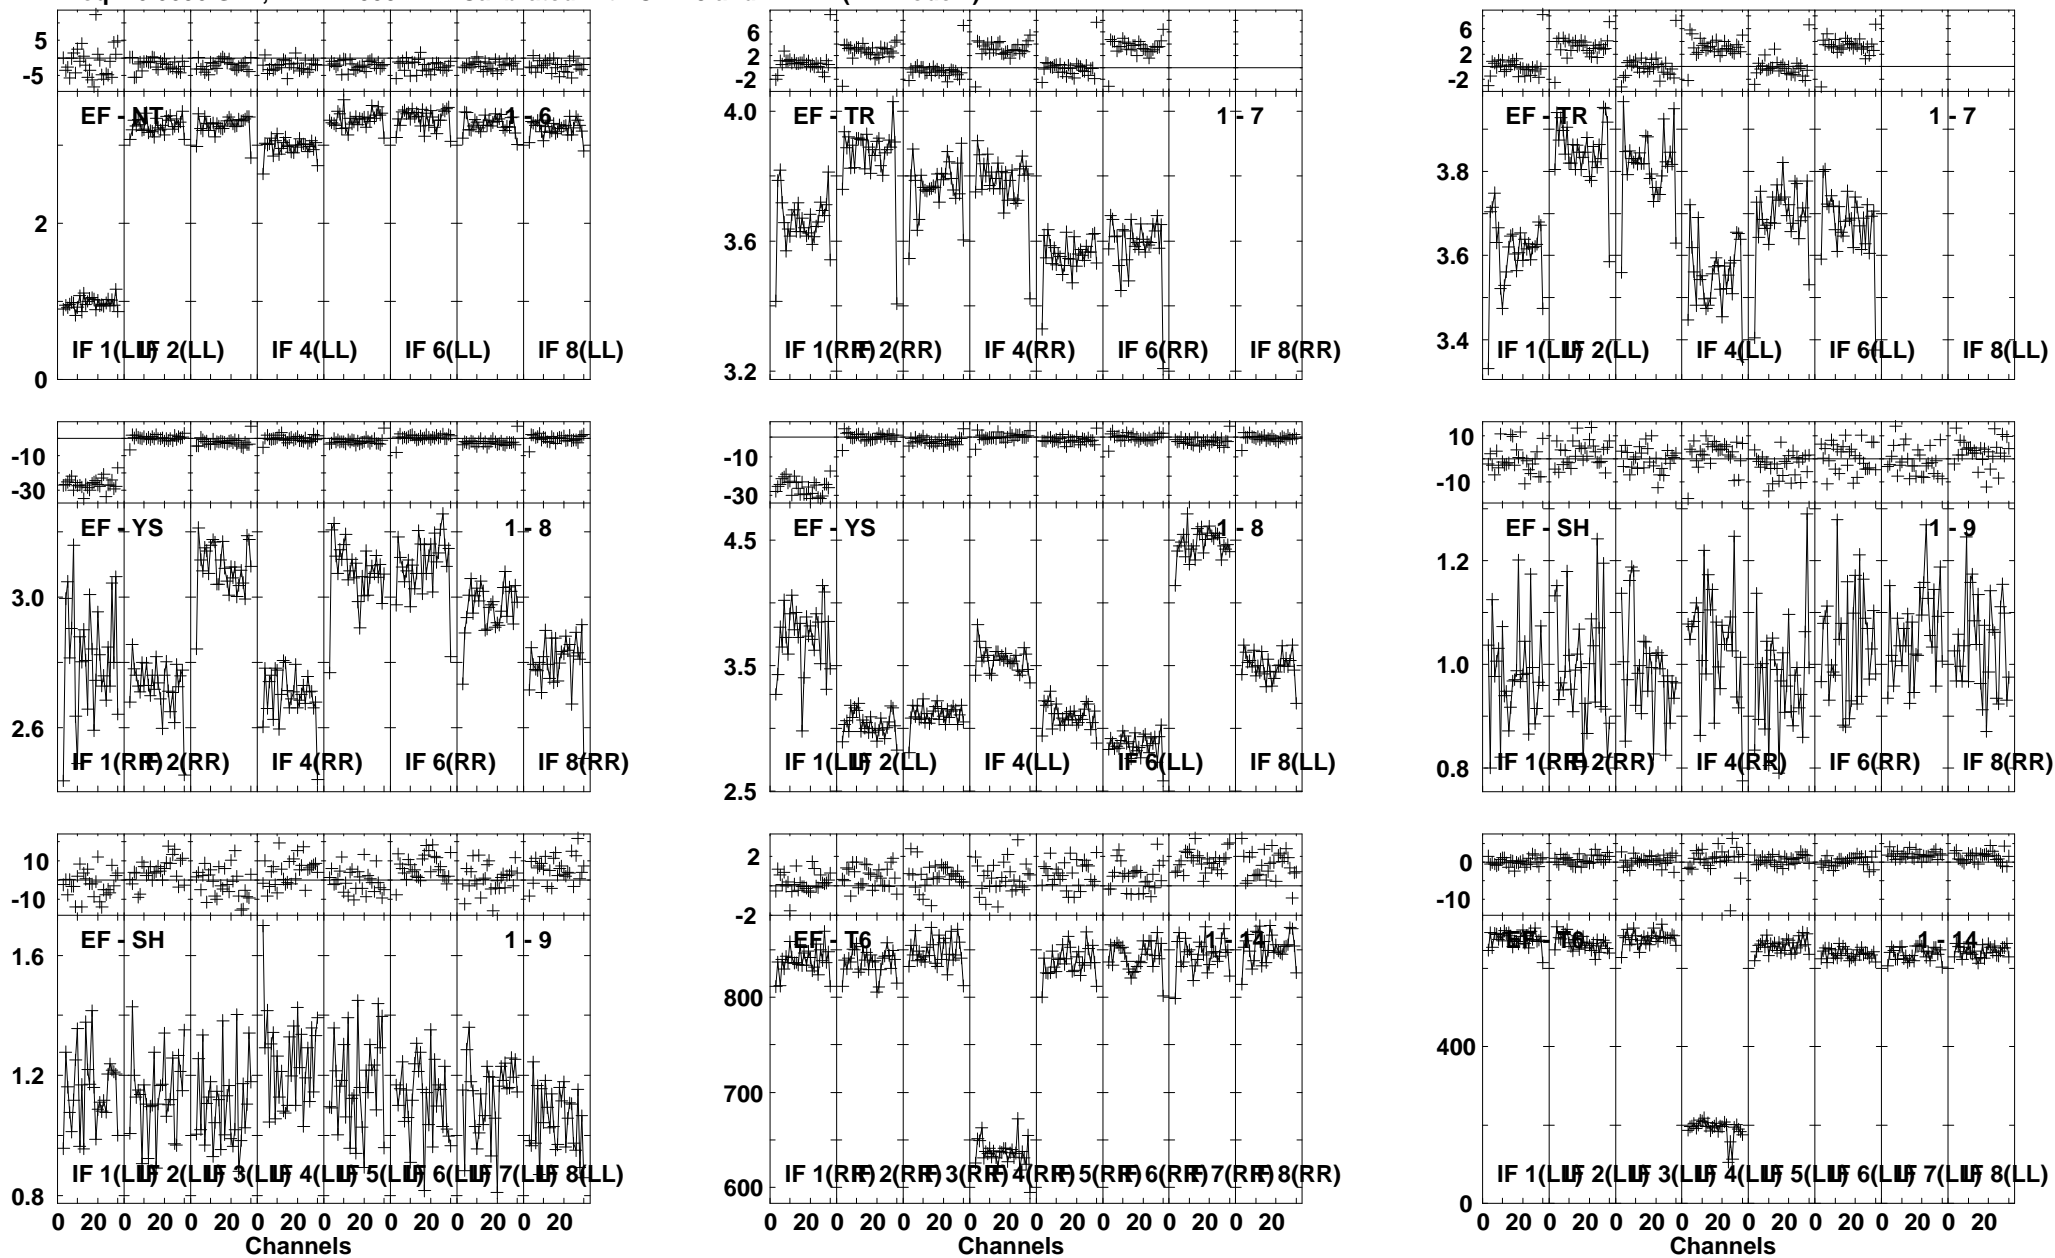 5
-5
EF - NT
1 - 6
2
0
IF 1(LL) IF 2(LL) IF 4(LL) IF 6(LL) IF 8(LL)
6
2
-2
EF - TR
1 - 7
4.0
3.6
3.2
IF 1(RR) IF 2(RR) IF 4(RR) IF 6(RR) IF 8(RR)
6
2
-2
EF - TR
1 - 7
3.8
3.6
3.4
IF 1(LL) IF 2(LL) IF 4(LL) IF 6(LL) IF 8(LL)
-10
-30
EF - YS
1 - 8
3.0
2.6
IF 1(RR) IF 2(RR) IF 4(RR) IF 6(RR) IF 8(RR)
-10
-30
EF - YS
1 - 8
4.5
3.5
2.5
IF 1(LL) IF 2(LL) IF 4(LL) IF 6(LL) IF 8(LL)
10
-10
EF - SH
1 - 9
1.2
1.0
0.8
IF 1(RR) IF 2(RR) IF 4(RR) IF 6(RR) IF 8(RR)
10
-10
EF - SH
1 - 9
1.6
1.2
0.8
IF 1(LL) IF 2(LL) IF 3(LL) IF 4(LL) IF 5(LL) IF 6(LL) IF 7(LL) IF 8(LL)
0 20 0 20 0 20 0 20 0 20 0 20 0 20 0 20
Channels
2
-2
EF - T6
1 - 14
800
700
600
IF 1(RR) IF 2(RR) IF 3(RR) IF 4(RR) IF 5(RR) IF 6(RR) IF 7(RR) IF 8(RR)
0 20 0 20 0 20 0 20 0 20 0 20 0 20 0 20
Channels
0
-10
EF - T6
1 - 14
400
0
IF 1(LL) IF 2(LL) IF 3(LL) IF 4(LL) IF 5(LL) IF 6(LL) IF 7(LL) IF 8(LL)
0 20 0 20 0 20 0 20 0 20 0 20 0 20 0 20
Channels